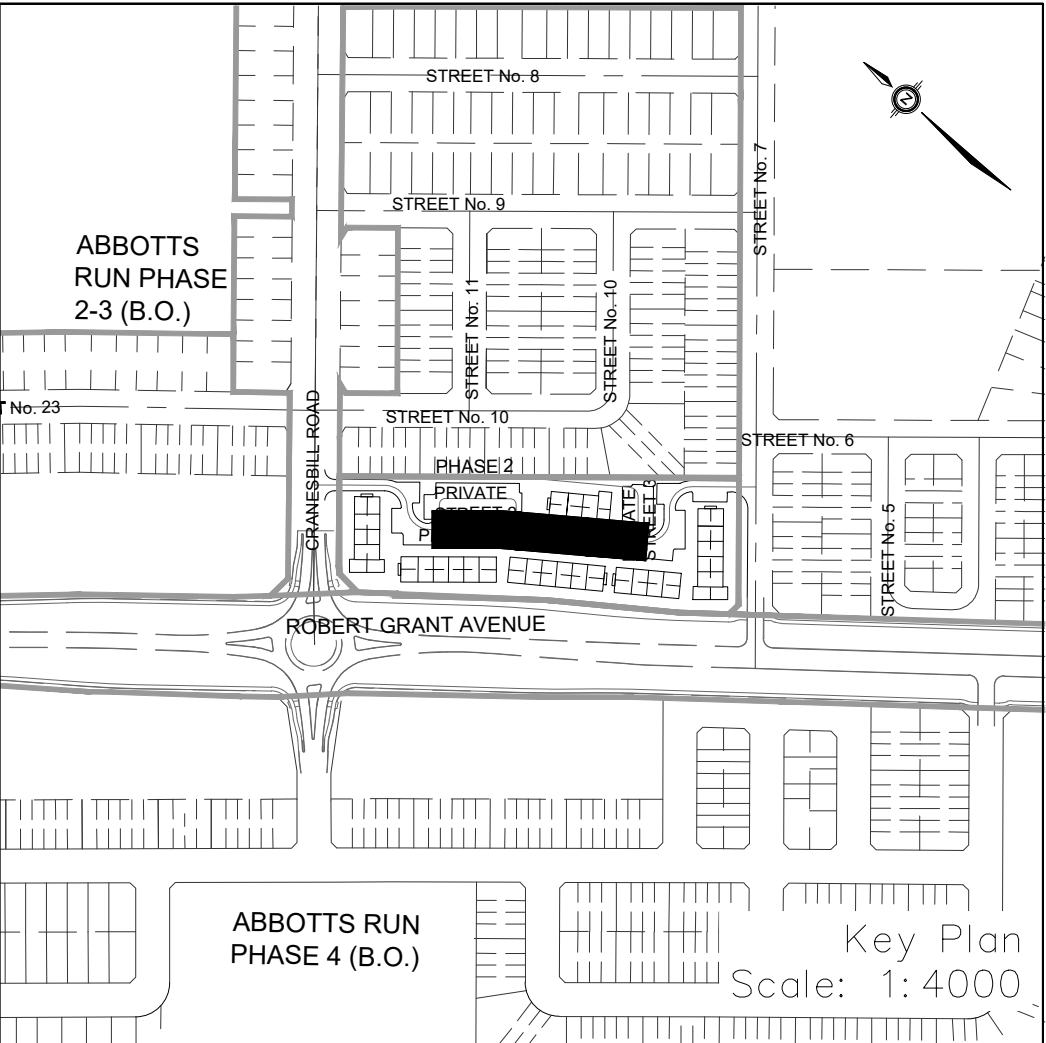 STREET No. 8
STREET No. 7
STREET No. 9
ABBOTTS
RUN PHASE
2-3 (B.O.)
STREET No. 11
STREET No. 10
No. 23
CRANESBILL ROAD
STREET No. 10
STREET No. 6
PHASE 2
PRIVATE
STREET No. 5
ROBERT GRANT AVENUE
ABBOTTS RUN
PHASE 4 (B.O.)
Key Plan
Scale: 1:4000
N